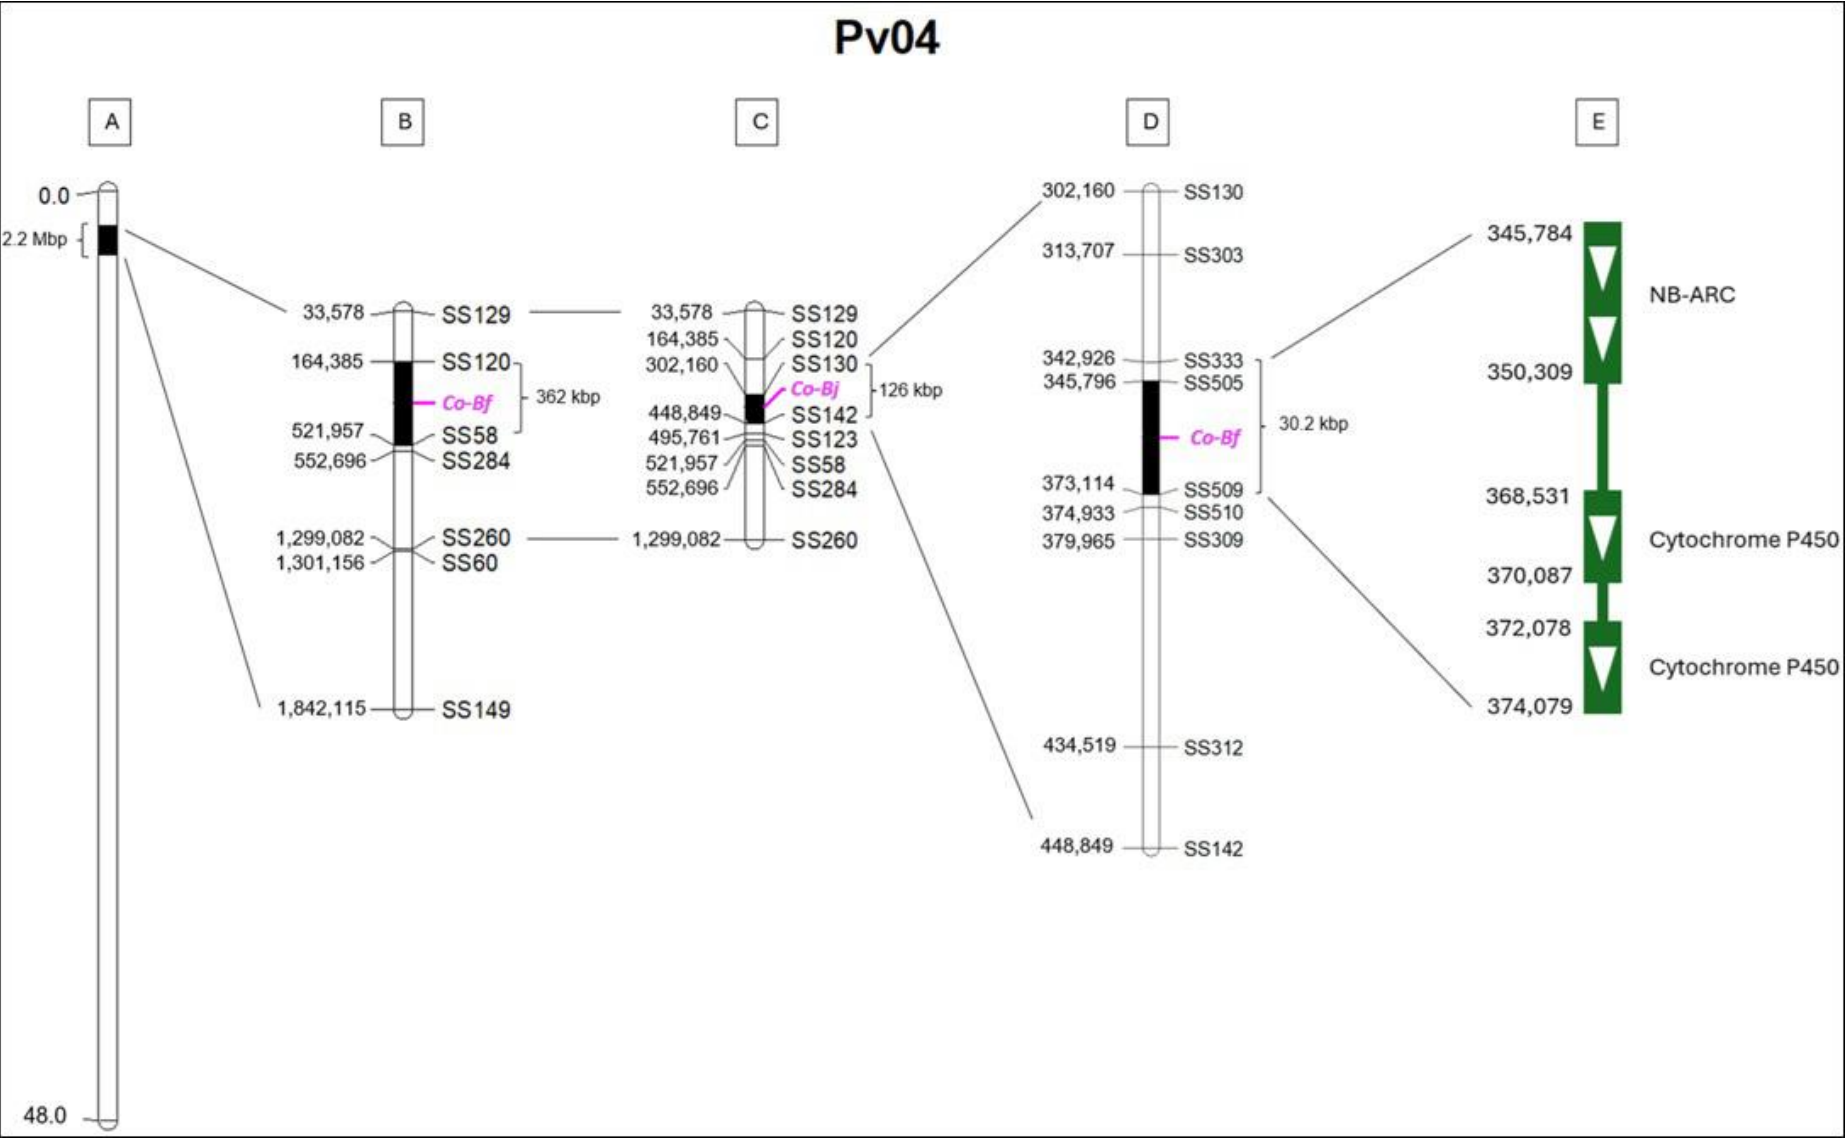 Pv04
A
B
C
D
E
0.0
2.2 Mbp
48.0
33,578 SS129
164,385 SS120
Co-Bf
362 kbp
521,957 SS58
552,696 SS284
1,299,082 SS260
1,301,156 SS60
1,842,115 SS149
33,578 SS129
164,385 SS120
302,160 SS130
Co-Bj
126 kbp
448,849 SS142
495,761 SS123
521,957 SS58
552,696 SS284
1,299,082 SS260
302,160 SS130
313,707 SS303
342,926 SS333
345,796 SS505
Co-Bf
30.2 kbp
373,114 SS509
374,933 SS510
379,965 SS309
434,519 SS312
448,849 SS142
345,784
NB-ARC
350,309
368,531
Cytochrome P450
370,087
372,078
Cytochrome P450
374,079